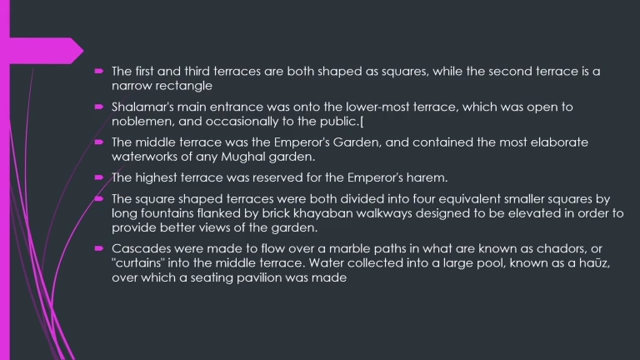 The first and third terraces are both shaped as squares, while the second terrace is a
narrow rectangle
Shalamar's main entrance was onto the lower-most terrace, which was open to
noblemen, and occasionally to the public.[
The middle terrace was the Emperor's Garden, and contained the most elaborate
waterworks of any Mughal garden.
The highest terrace was reserved for the Emperor's harem.
The square shaped terraces were both divided into four equivalent smaller squares by
long fountains flanked by brick khayaban walkways designed to be elevated in order to
provide better views of the garden.
Cascades were made to flow over a marble paths in what are known as chadors, or
"curtains" into the middle terrace. Water collected into a large pool, known as a haūz,
over which a seating pavilion was made